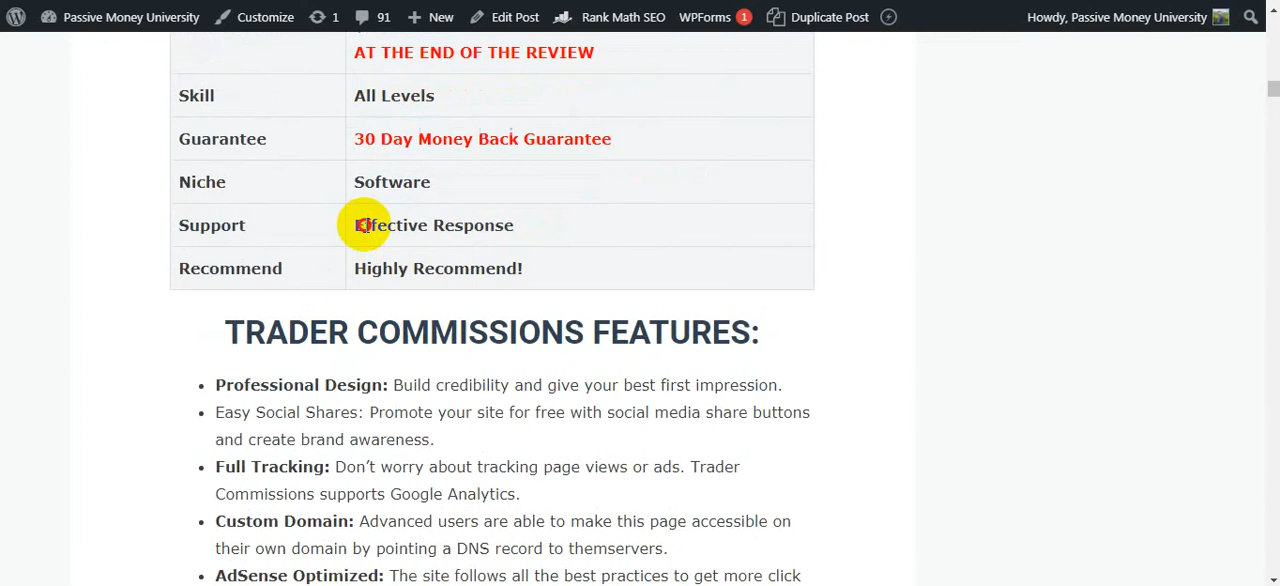 Passive Money University Customize 1 91 New Edit Post Rank Math SEO WPForms 1 Duplicate Post Howdy, Passive Money University
AT THE END OF THE REVIEW
Skill All Levels
Guarantee 30 Day Money Back Guarantee
Niche Software
Support Effective Response
Recommend Highly Recommend!
TRADER COMMISSIONS FEATURES:
• Professional Design: Build credibility and give your best first impression.
• Easy Social Shares: Promote your site for free with social media share buttons
and create brand awareness.
• Full Tracking: Don’t worry about tracking page views or ads. Trader
Commissions supports Google Analytics.
• Custom Domain: Advanced users are able to make this page accessible on
their own domain by pointing a DNS record to themservers.
• AdSense Optimized: The site follows all the best practices to get more click